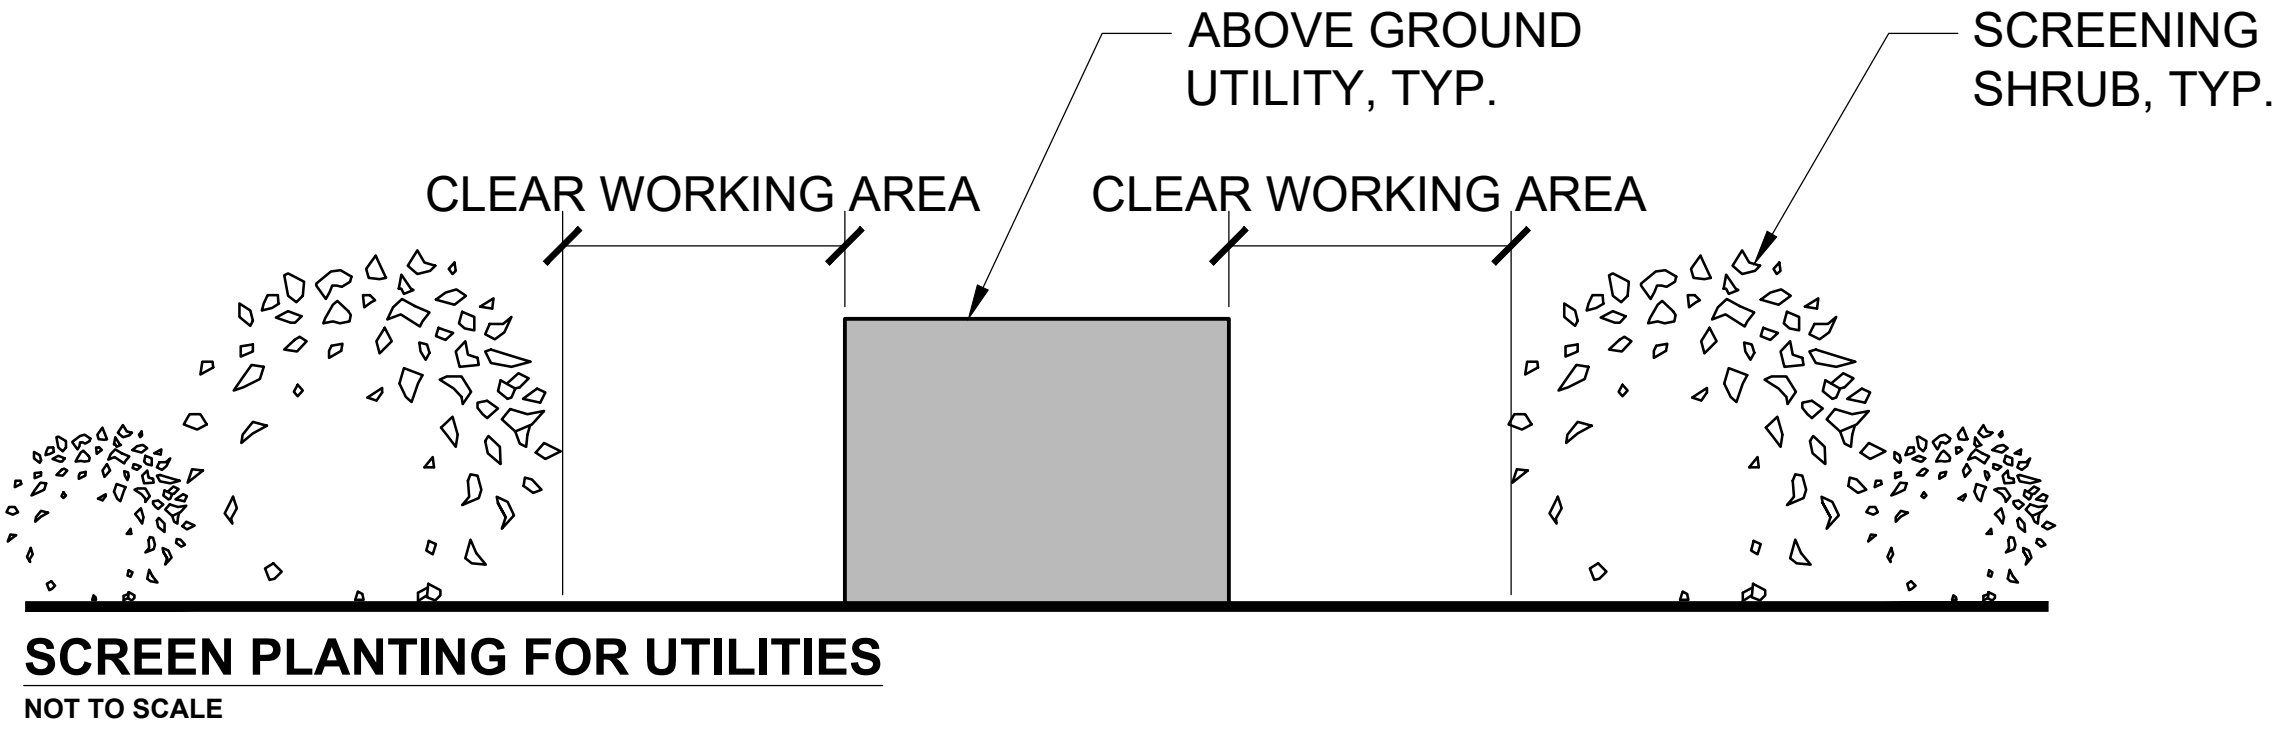 ABOVE GROUND
UTILITY, TYP.
SCREENING
SHRUB, TYP.
CLEAR WORKING AREA
CLEAR WORKING AREA
SCREEN PLANTING FOR UTILITIES
NOT TO SCALE